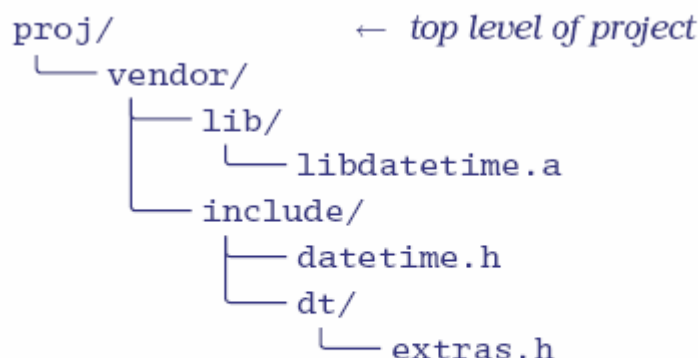 proj/ ← top level of project
vendor/
lib/
libdatetime.a
include/
datetime.h
dt/
extras.h